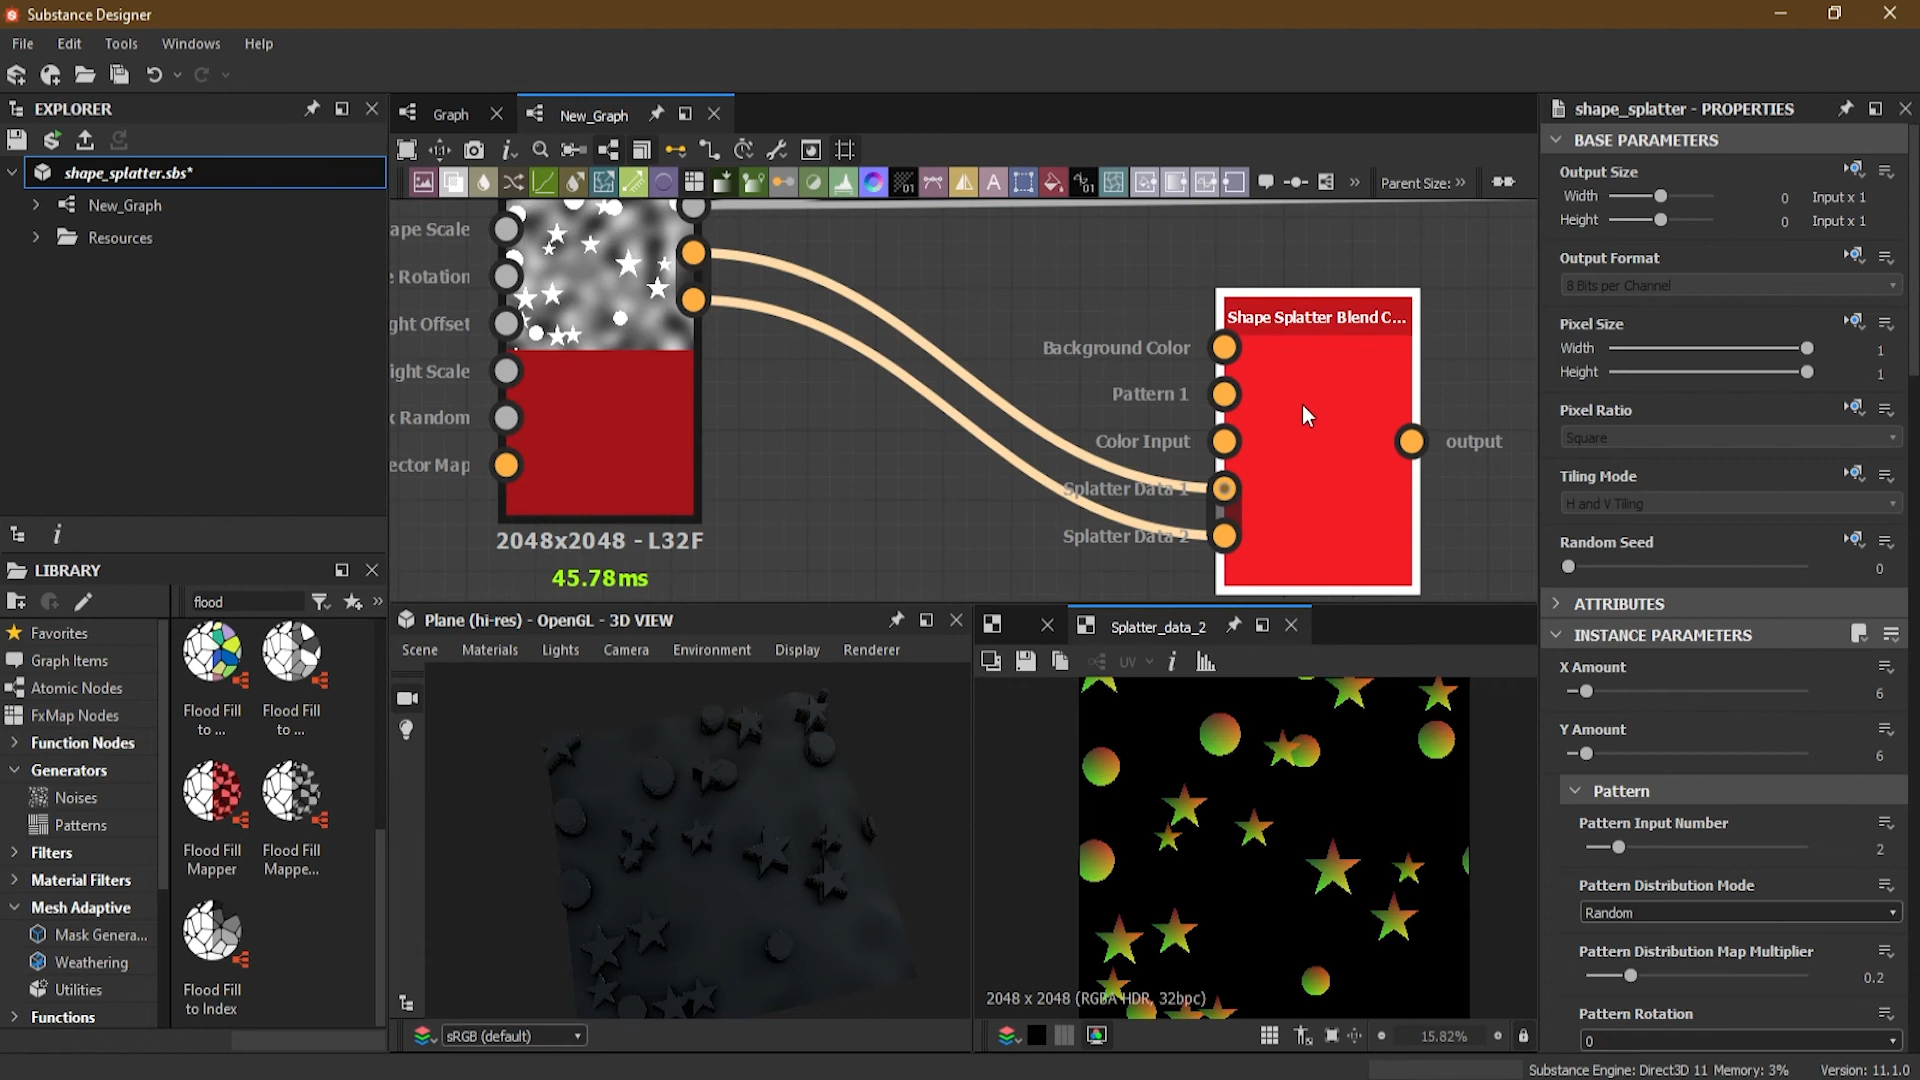 Substance Designer
File Edit Tools Windows Help
EXPLORER
shape_splatter.sbs*
New_Graph
Resources
LIBRARY
flood
Favorites
Graph Items
Atomic Nodes
FxMap Nodes
Function Nodes
Generators
Noises
Patterns
Filters
Material Filters
Mesh Adaptive
Mask Genera...
Weathering
Utilities
Functions
Flood Fill to ...
Flood Fill to ...
Flood Fill Mapper
Flood Fill Mappe...
Flood Fill to Index
Graph
New_Graph
Parent Size:
ape Scale
e Rotation
ght Offset
ight Scale
k Random
ector Map
2048x2048 - L32F
45.78ms
Shape Splatter Blend C...
Background Color
Pattern 1
Color Input
Splatter Data 1
Splatter Data 2
output
Plane (hi-res) - OpenGL - 3D VIEW
Scene Materials Lights Camera Environment Display Renderer
sRGB (default)
Splatter_data_2
UV
2048 x 2048 (RGBA HDR, 32bpc)
15.82%
shape_splatter - PROPERTIES
BASE PARAMETERS
Output Size
Width 0 Input x 1
Height 0 Input x 1
Output Format
8 Bits per Channel
Pixel Size
Width 1
Height 1
Pixel Ratio
Square
Tiling Mode
H and V Tiling
Random Seed
0
ATTRIBUTES
INSTANCE PARAMETERS
X Amount
6
Y Amount
6
Pattern
Pattern Input Number
2
Pattern Distribution Mode
Random
Pattern Distribution Map Multiplier
0.2
Pattern Rotation
0
Substance Engine: Direct3D 11 Memory: 3% Version: 11.1.0